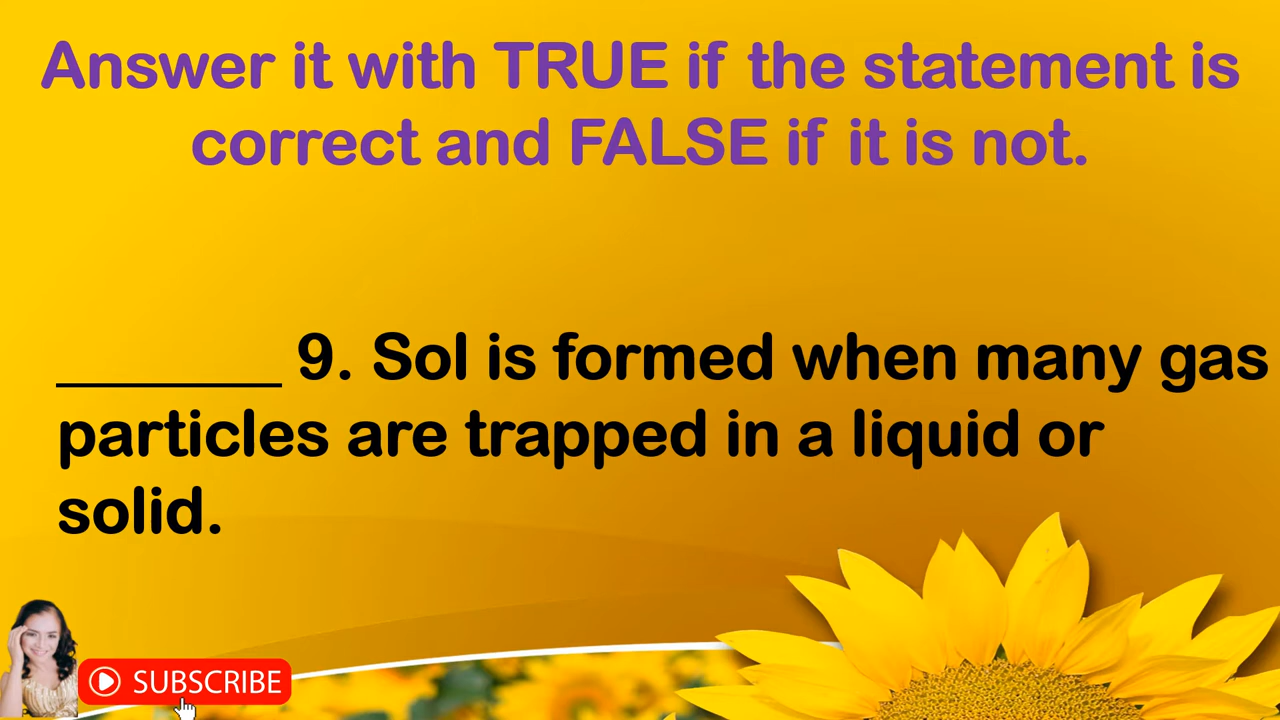 Answer it with TRUE if the statement is
correct and FALSE if it is not.
_______ 9. Sol is formed when many gas
particles are trapped in a liquid or
solid.
SUBSCRIBE